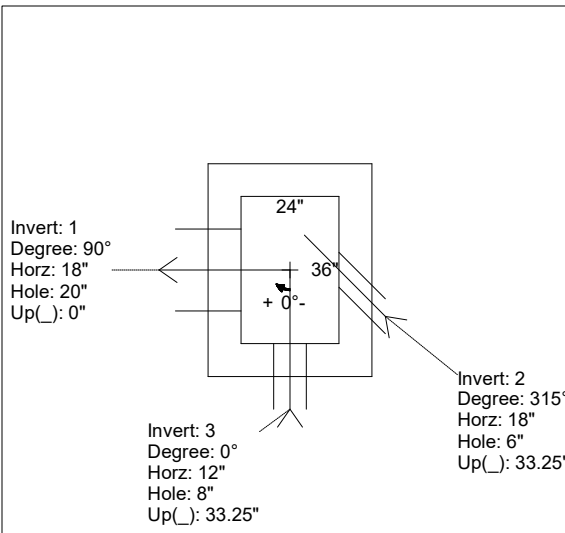 24"
36"
+ 0°-
Invert: 1
Degree: 90°
Horz: 18"
Hole: 20"
Up(_): 0"
Invert: 2
Degree: 315°
Horz: 18"
Hole: 6"
Up(_): 33.25"
Invert: 3
Degree: 0°
Horz: 12"
Hole: 8"
Up(_): 33.25"